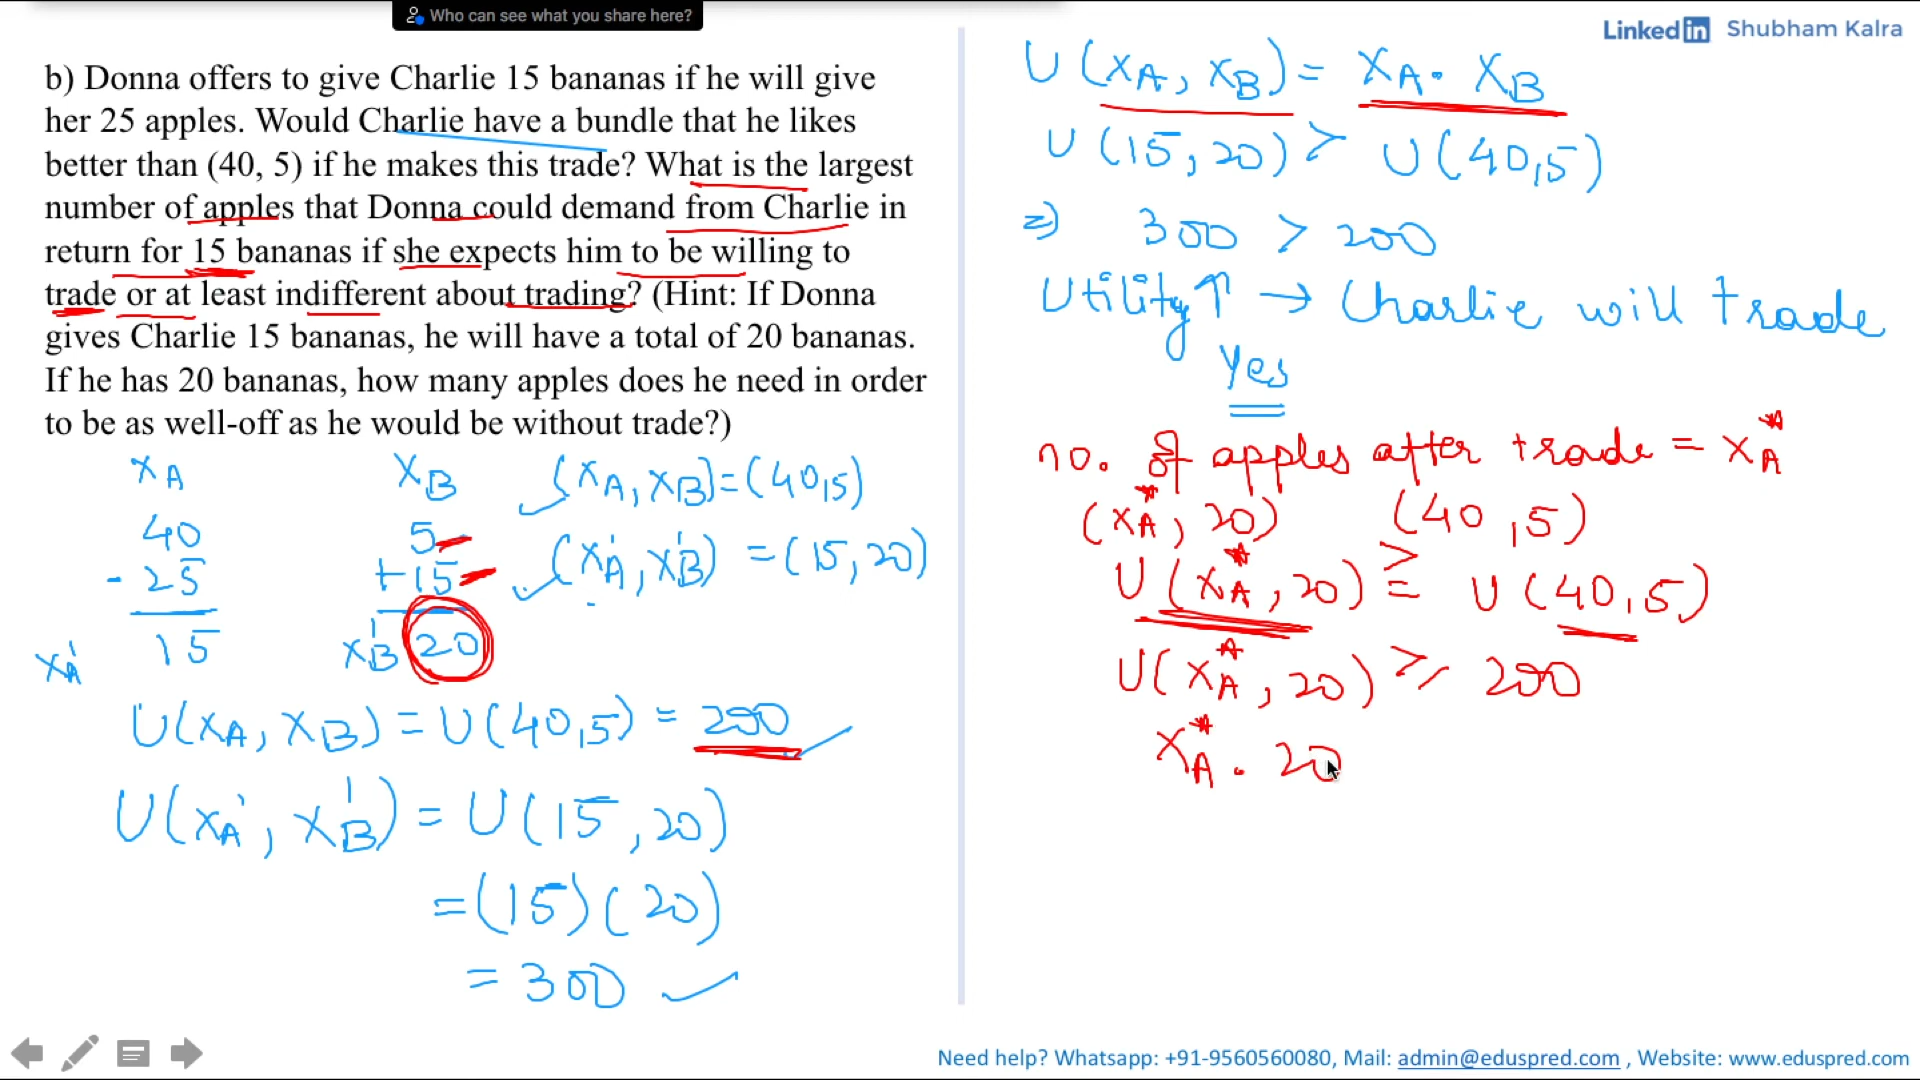 Who can see what you share here?
LinkedIn Shubham Kalra
b) Donna offers to give Charlie 15 bananas if he will give
her 25 apples. Would Charlie have a bundle that he likes
better than (40, 5) if he makes this trade? What is the largest
number of apples that Donna could demand from Charlie in
return for 15 bananas if she expects him to be willing to
trade or at least indifferent about trading? (Hint: If Donna
gives Charlie 15 bananas, he will have a total of 20 bananas.
If he has 20 bananas, how many apples does he need in order
to be as well-off as he would be without trade?)
XA XB (XA, XB) = (40,5)
40 5
- 25 +15 (X'A, X'B) = (15, 20)
X'A 15 X'B 20
U(XA, XB) = U(40,5) = 200
U(XA', X'B) = U(15, 20)
= (15)(20)
= 300
U(XA, XB) = XA . XB
U(15, 20) > U(40,5)
=) 300 > 200
Utility ↑ → Charlie will trade
Yes
no. of apples after trade = XA*
(XA*, 20) (40, 5)
U(XA*, 20) >= U(40,5)
U(XA*, 20) ≥ 200
XA* . 20
Need help? Whatsapp: +91-9560560080, Mail: admin@eduspred.com , Website: www.eduspred.com